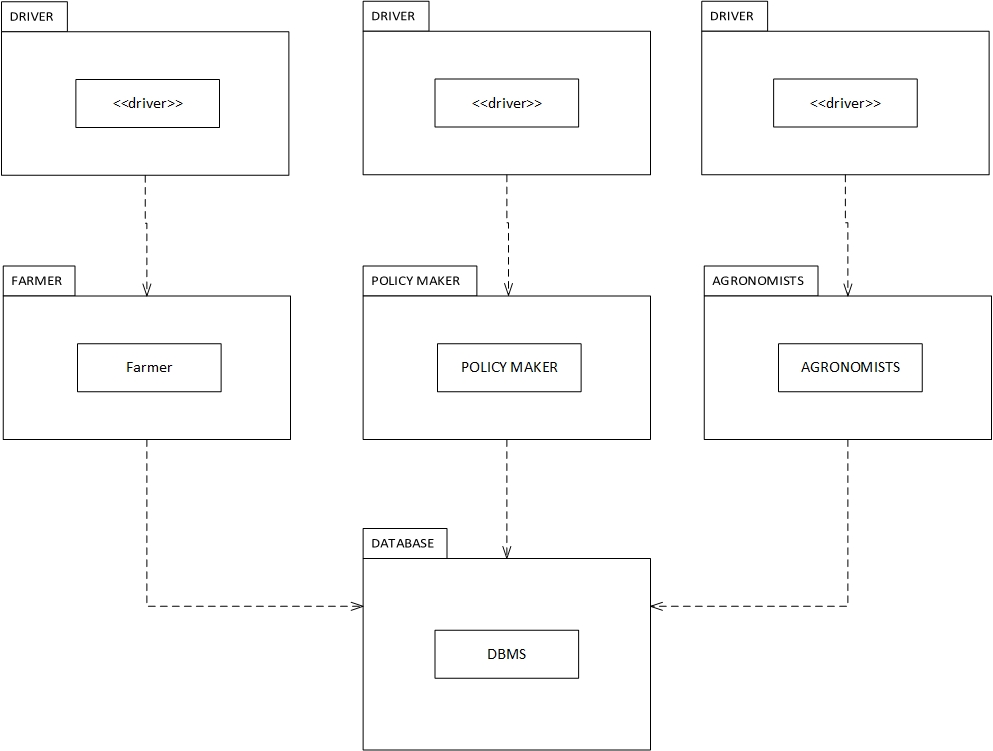 DRIVER
DRIVER
DRIVER
<<driver>>
<<driver>>
<<driver>>
FARMER
POLICY MAKER
AGRONOMISTS
Farmer
POLICY MAKER
AGRONOMISTS
DATABASE
DBMS